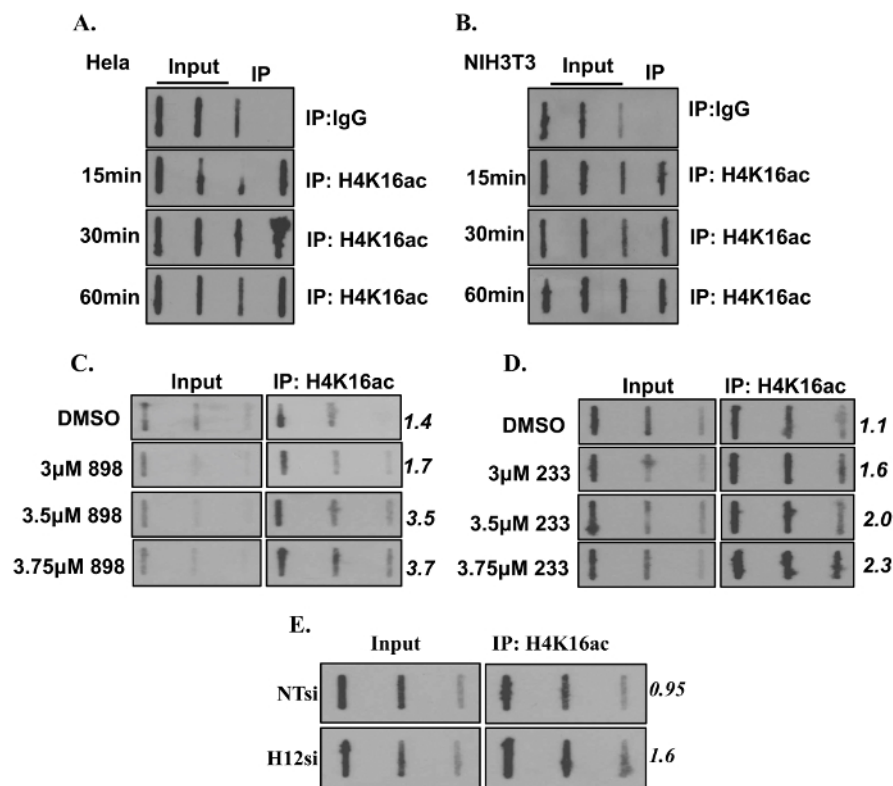 A.
Hela Input IP
IP:IgG
15min IP: H4K16ac
30min IP: H4K16ac
60min IP: H4K16ac
B.
NIH3T3 Input IP
IP:IgG
15min IP: H4K16ac
30min IP: H4K16ac
60min IP: H4K16ac
C.
Input IP: H4K16ac
DMSO 1.4
3µM 898 1.7
3.5µM 898 3.5
3.75µM 898 3.7
D.
Input IP: H4K16ac
DMSO 1.1
3µM 233 1.6
3.5µM 233 2.0
3.75µM 233 2.3
E.
Input IP: H4K16ac
NTsi 0.95
H12si 1.6